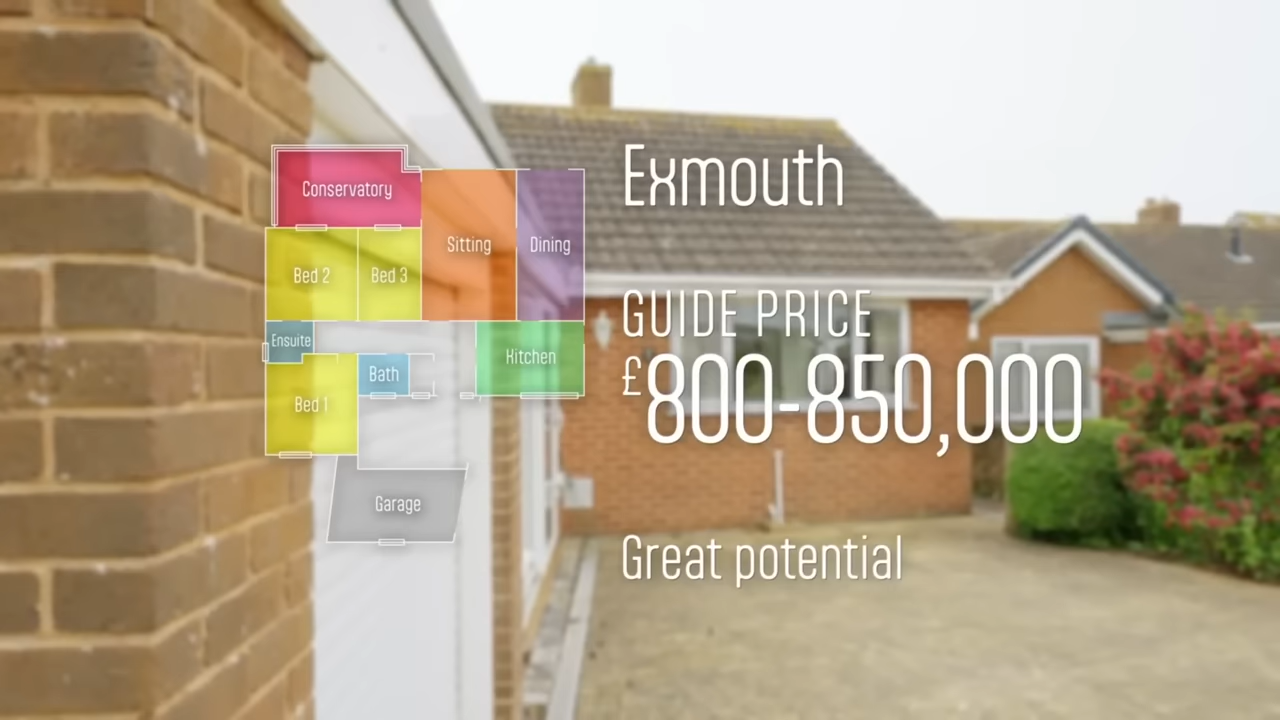 Conservatory
Sitting
Dining
Bed 2
Bed 3
Ensuite
Kitchen
Bath
Bed 1
Garage
Exmouth
GUIDE PRICE
£800-850,000
Great potential